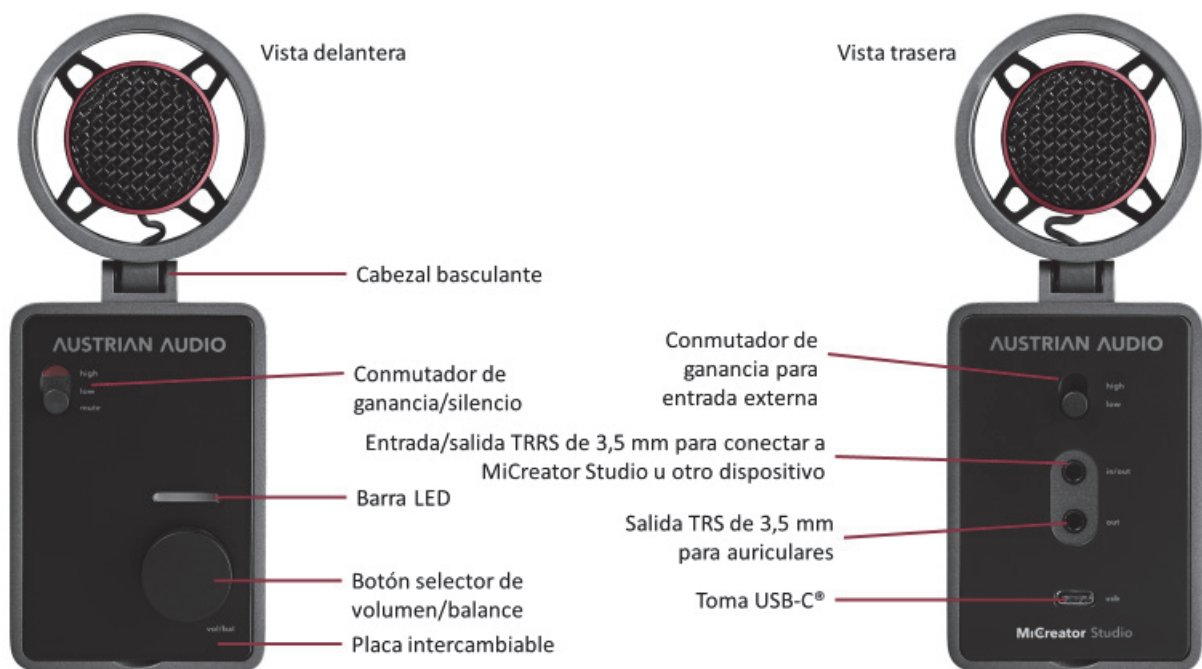 Vista delantera
Vista trasera
Cabezal basculante
AUSTRIAN AUDIO
high
low
mute
Conmutador de
ganancia/silencio
Barra LED
Botón selector de
volumen/balance
vol/bal
Placa intercambiable
AUSTRIAN AUDIO
Conmutador de
ganancia para
entrada externa
high
low
Entrada/salida TRRS de 3,5 mm para conectar a
MiCreator Studio u otro dispositivo
in/out
Salida TRS de 3,5 mm
para auriculares
out
Toma USB-C®
usb
MiCreator Studio